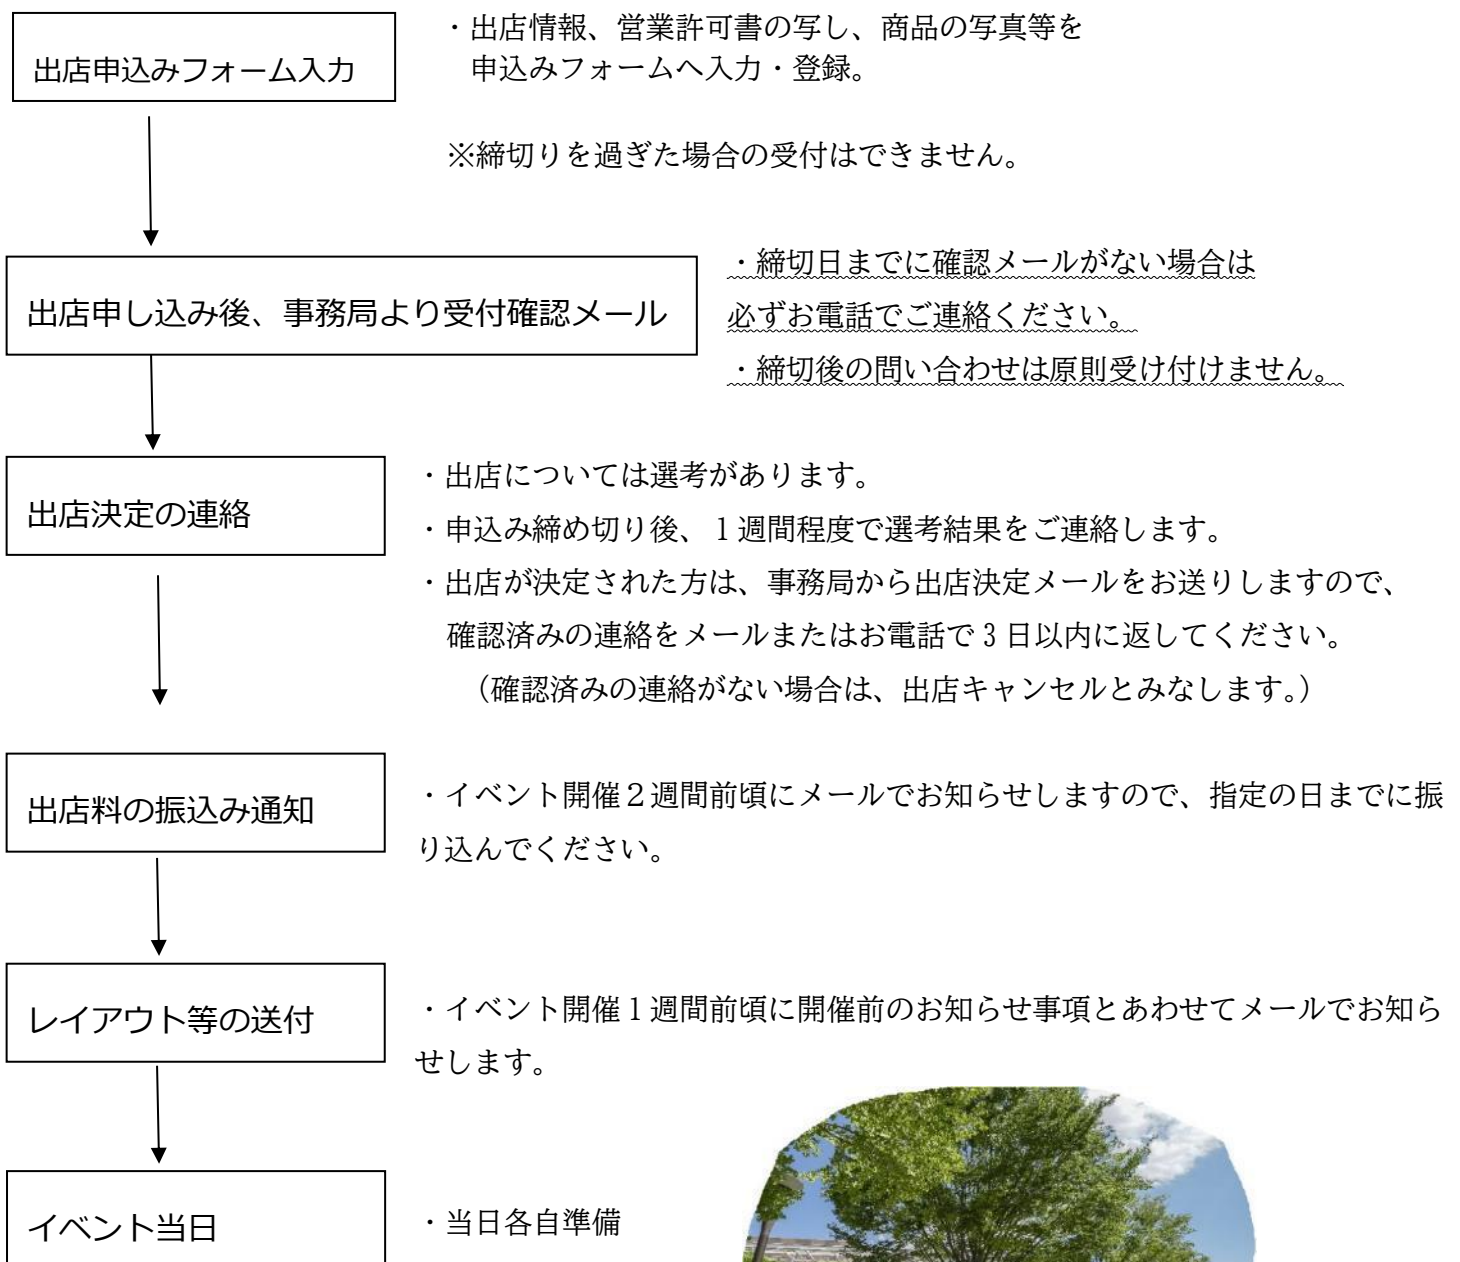 出店申込みフォーム入力
・出店情報、営業許可書の写し、商品の写真等を
申込みフォームへ入力・登録。
※締切りを過ぎた場合の受付はできません。
出店申し込み後、事務局より受付確認メール
・締切日までに確認メールがない場合は
必ずお電話でご連絡ください。
・締切後の問い合わせは原則受け付けません。
出店決定の連絡
・出店については選考があります。
・申込み締め切り後、1週間程度で選考結果をご連絡します。
・出店が決定された方は、事務局から出店決定メールをお送りしますので、
確認済みの連絡をメールまたはお電話で3日以内に返してください。
（確認済みの連絡がない場合は、出店キャンセルとみなします。）
出店料の振込み通知
・イベント開催２週間前頃にメールでお知らせしますので、指定の日までに振
り込んでください。
レイアウト等の送付
・イベント開催1週間前頃に開催前のお知らせ事項とあわせてメールでお知ら
せします。
イベント当日
・当日各自準備